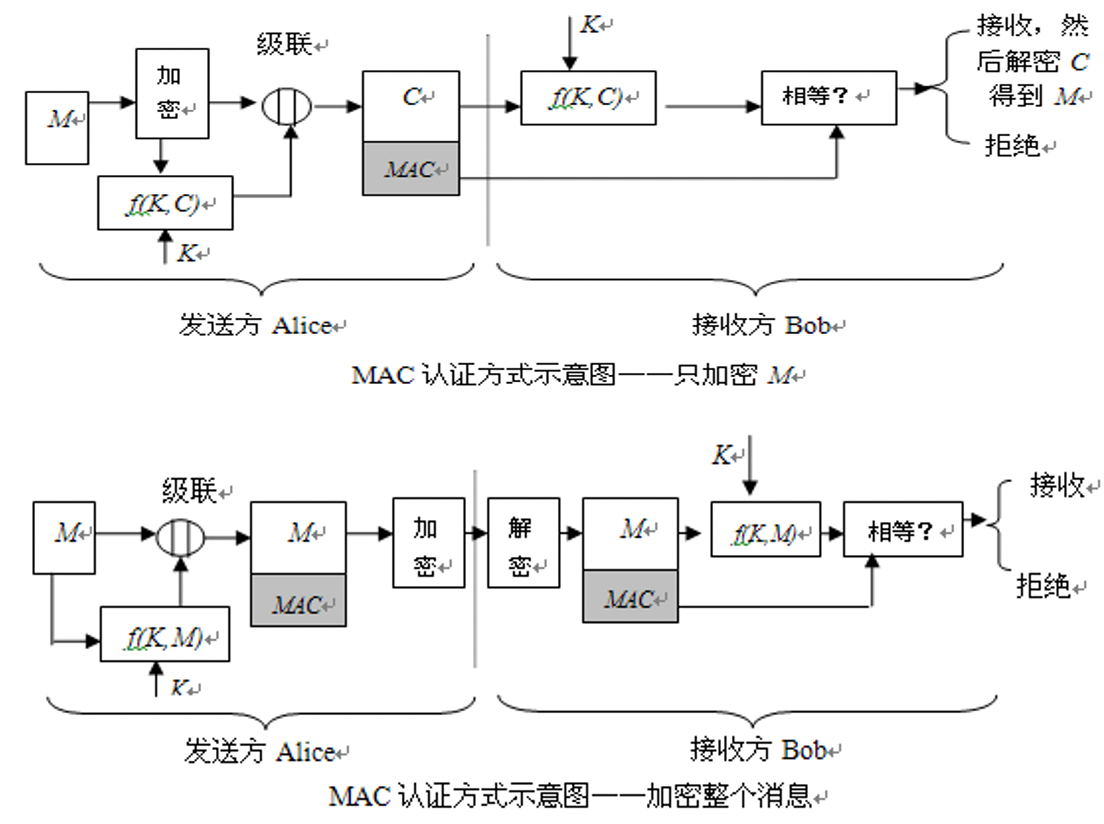 M
加
密
级联
f(K, C)
K
C
MAC
K
f(K, C)
相等?
接收，然
后解密 C
得到 M
拒绝
发送方 Alice
接收方 Bob
MAC 认证方式示意图——只加密 M
M
级联
f(K, M)
K
M
MAC
加
密
解
密
M
MAC
K
f(K, M)
相等?
接收
拒绝
发送方 Alice
接收方 Bob
MAC 认证方式示意图——加密整个消息